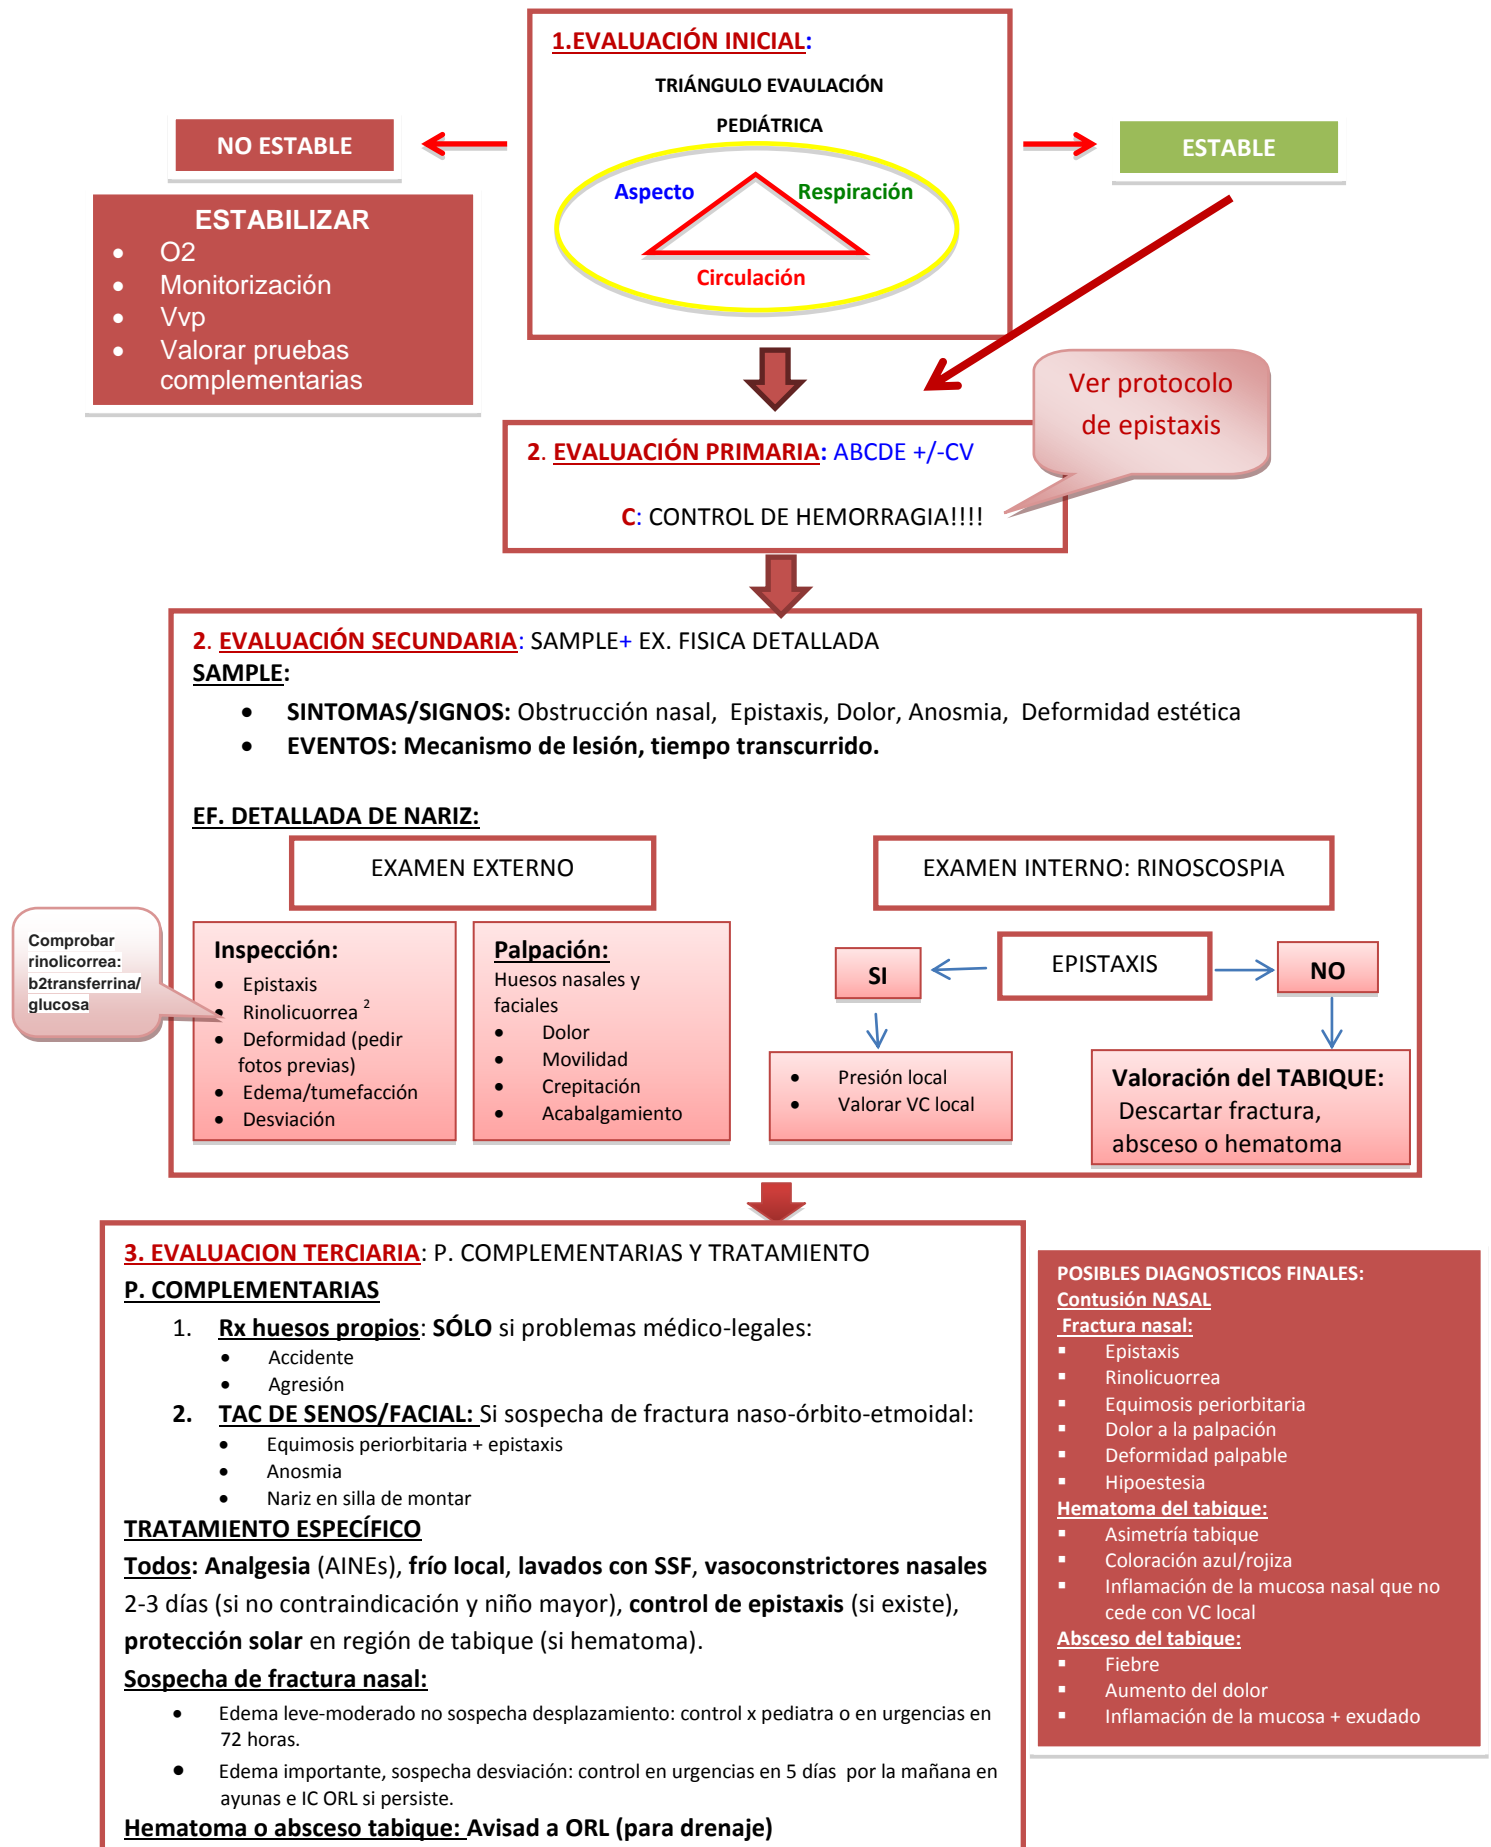 1.EVALUACIÓN INICIAL:
TRIÁNGULO EVAULACIÓN
PEDIÁTRICA
Aspecto
Respiración
Circulación
NO ESTABLE
ESTABLE
ESTABILIZAR
• O2
• Monitorización
• Vvp
• Valorar pruebas
complementarias
Ver protocolo
de epistaxis
2. EVALUACIÓN PRIMARIA: ABCDE +/-CV
C: CONTROL DE HEMORRAGIA!!!!
2. EVALUACIÓN SECUNDARIA: SAMPLE+ EX. FISICA DETALLADA
SAMPLE:
• SINTOMAS/SIGNOS: Obstrucción nasal, Epistaxis, Dolor, Anosmia, Deformidad estética
• EVENTOS: Mecanismo de lesión, tiempo transcurrido.
EF. DETALLADA DE NARIZ:
EXAMEN EXTERNO
EXAMEN INTERNO: RINOSCOSPIA
Comprobar
rinolicorrea:
b2transferrina/
glucosa
Inspección:
• Epistaxis
• Rinolicuorrea 2
• Deformidad (pedir
fotos previas)
• Edema/tumefacción
• Desviación
Palpación:
Huesos nasales y
faciales
• Dolor
• Movilidad
• Crepitación
• Acabalgamiento
SI
EPISTAXIS
NO
• Presión local
• Valorar VC local
Valoración del TABIQUE:
Descartar fractura,
absceso o hematoma
3. EVALUACION TERCIARIA: P. COMPLEMENTARIAS Y TRATAMIENTO
P. COMPLEMENTARIAS
1. Rx huesos propios: SÓLO si problemas médico-legales:
• Accidente
• Agresión
2. TAC DE SENOS/FACIAL: Si sospecha de fractura naso-órbito-etmoidal:
• Equimosis periorbitaria + epistaxis
• Anosmia
• Nariz en silla de montar
TRATAMIENTO ESPECÍFICO
Todos: Analgesia (AINEs), frío local, lavados con SSF, vasoconstrictores nasales
2-3 días (si no contraindicación y niño mayor), control de epistaxis (si existe),
protección solar en región de tabique (si hematoma).
Sospecha de fractura nasal:
• Edema leve-moderado no sospecha desplazamiento: control x pediatra o en urgencias en
72 horas.
• Edema importante, sospecha desviación: control en urgencias en 5 días por la mañana en
ayunas e IC ORL si persiste.
Hematoma o absceso tabique: Avisad a ORL (para drenaje)
POSIBLES DIAGNOSTICOS FINALES:
Contusión NASAL
Fractura nasal:
▪ Epistaxis
▪ Rinolicuorrea
▪ Equimosis periorbitaria
▪ Dolor a la palpación
▪ Deformidad palpable
▪ Hipoestesia
Hematoma del tabique:
▪ Asimetría tabique
▪ Coloración azul/rojiza
▪ Inflamación de la mucosa nasal que no
cede con VC local
Absceso del tabique:
▪ Fiebre
▪ Aumento del dolor
▪ Inflamación de la mucosa + exudado